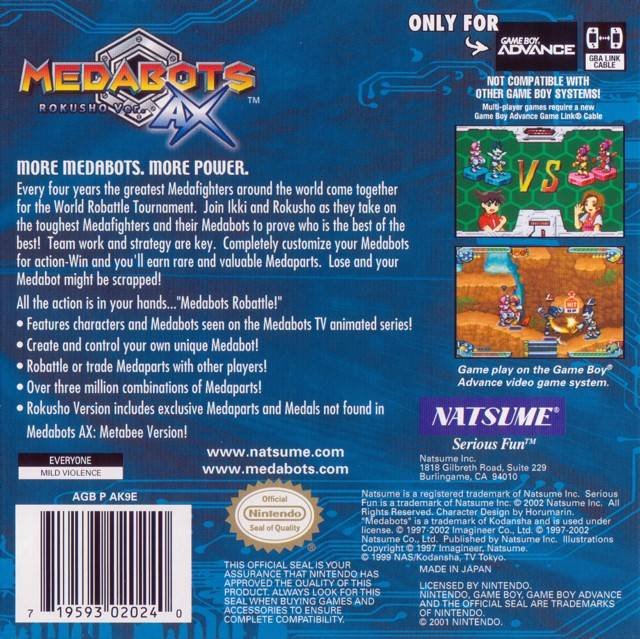 MEDABOTS
AX ™
ROKUSHO Ver.
ONLY FOR
GAME BOY
ADVANCE
GBA LINK
CABLE
NOT COMPATIBLE WITH
OTHER GAME BOY SYSTEMS!
Multi-player games require a new
Game Boy Advance Game Link® Cable
MORE MEDABOTS. MORE POWER.
Every four years the greatest Medafighters around the world come together
for the World Robattle Tournament. Join Ikki and Rokusho as they take on
the toughest Medafighters and their Medabots to prove who is the best of the
best! Team work and strategy are key. Completely customize your Medabots
for action-Win and you'll earn rare and valuable Medaparts. Lose and your
Medabot might be scrapped!
All the action is in your hands..."Medabots Robattle!"
• Features characters and Medabots seen on the Medabots TV animated series!
• Create and control your own unique Medabot!
• Robattle or trade Medaparts with other players!
• Over three million combinations of Medaparts!
• Rokusho Version includes exclusive Medaparts and Medals not found in
Medabots AX: Metabee Version!
VS
Game play on the Game Boy®
Advance video game system.
NATSUME®
Serious Fun™
Natsume Inc.
1818 Gilbreth Road, Suite 229
Burlingame, CA 94010
www.natsume.com
www.medabots.com
EVERYONE
MILD VIOLENCE
AGB P AK9E
7 19593 02024 0
Official
Nintendo
Seal of Quality
®
THIS OFFICIAL SEAL IS YOUR
ASSURANCE THAT NINTENDO HAS
APPROVED THE QUALITY OF THIS
PRODUCT. ALWAYS LOOK FOR THIS
SEAL WHEN BUYING GAMES AND
ACCESSORIES TO ENSURE
COMPLETE COMPATIBILITY.
Natsume is a registered trademark of Natsume Inc. Serious
Fun is a trademark of Natsume Inc. © 2002 Natsume Inc. All
Rights Reserved. Character Design by Horumarin.
"Medabots" is a trademark of Kodansha and is used under
license. © 1997-2002 Imagineer Co., Ltd. © 1997-2002
Natsume Co., Ltd. Published by Natsume Inc. Illustrations
Copyright © 1997 Imagineer, Natsume.
© 1999 NAS/Kodansha, TV Tokyo.
MADE IN JAPAN
LICENSED BY NINTENDO.
NINTENDO, GAME BOY, GAME BOY ADVANCE
AND THE OFFICIAL SEAL ARE TRADEMARKS
OF NINTENDO.
© 2001 NINTENDO.